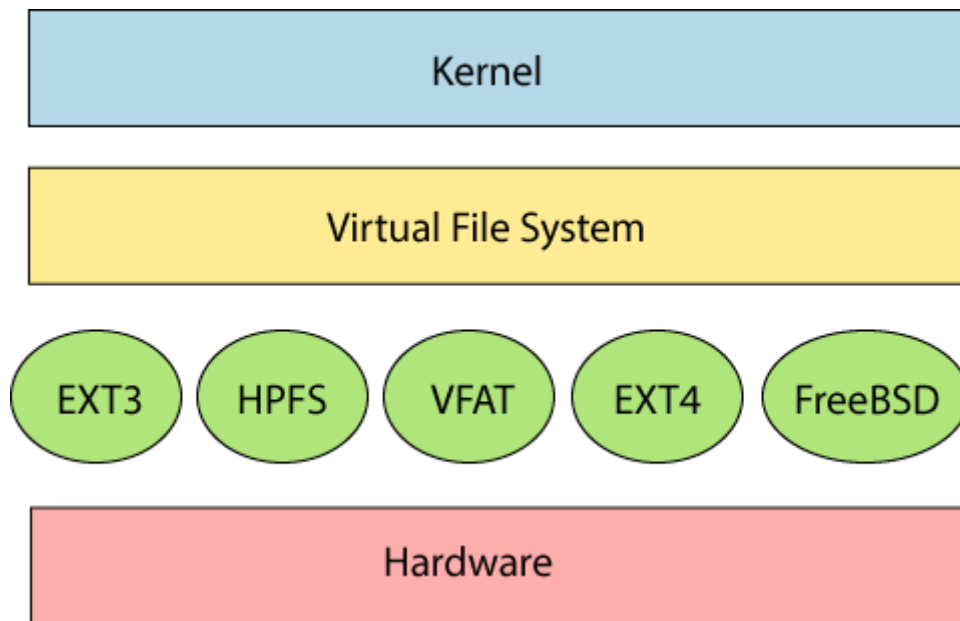 Kernel
Virtual File System
EXT3 HPFS VFAT EXT4 FreeBSD
Hardware